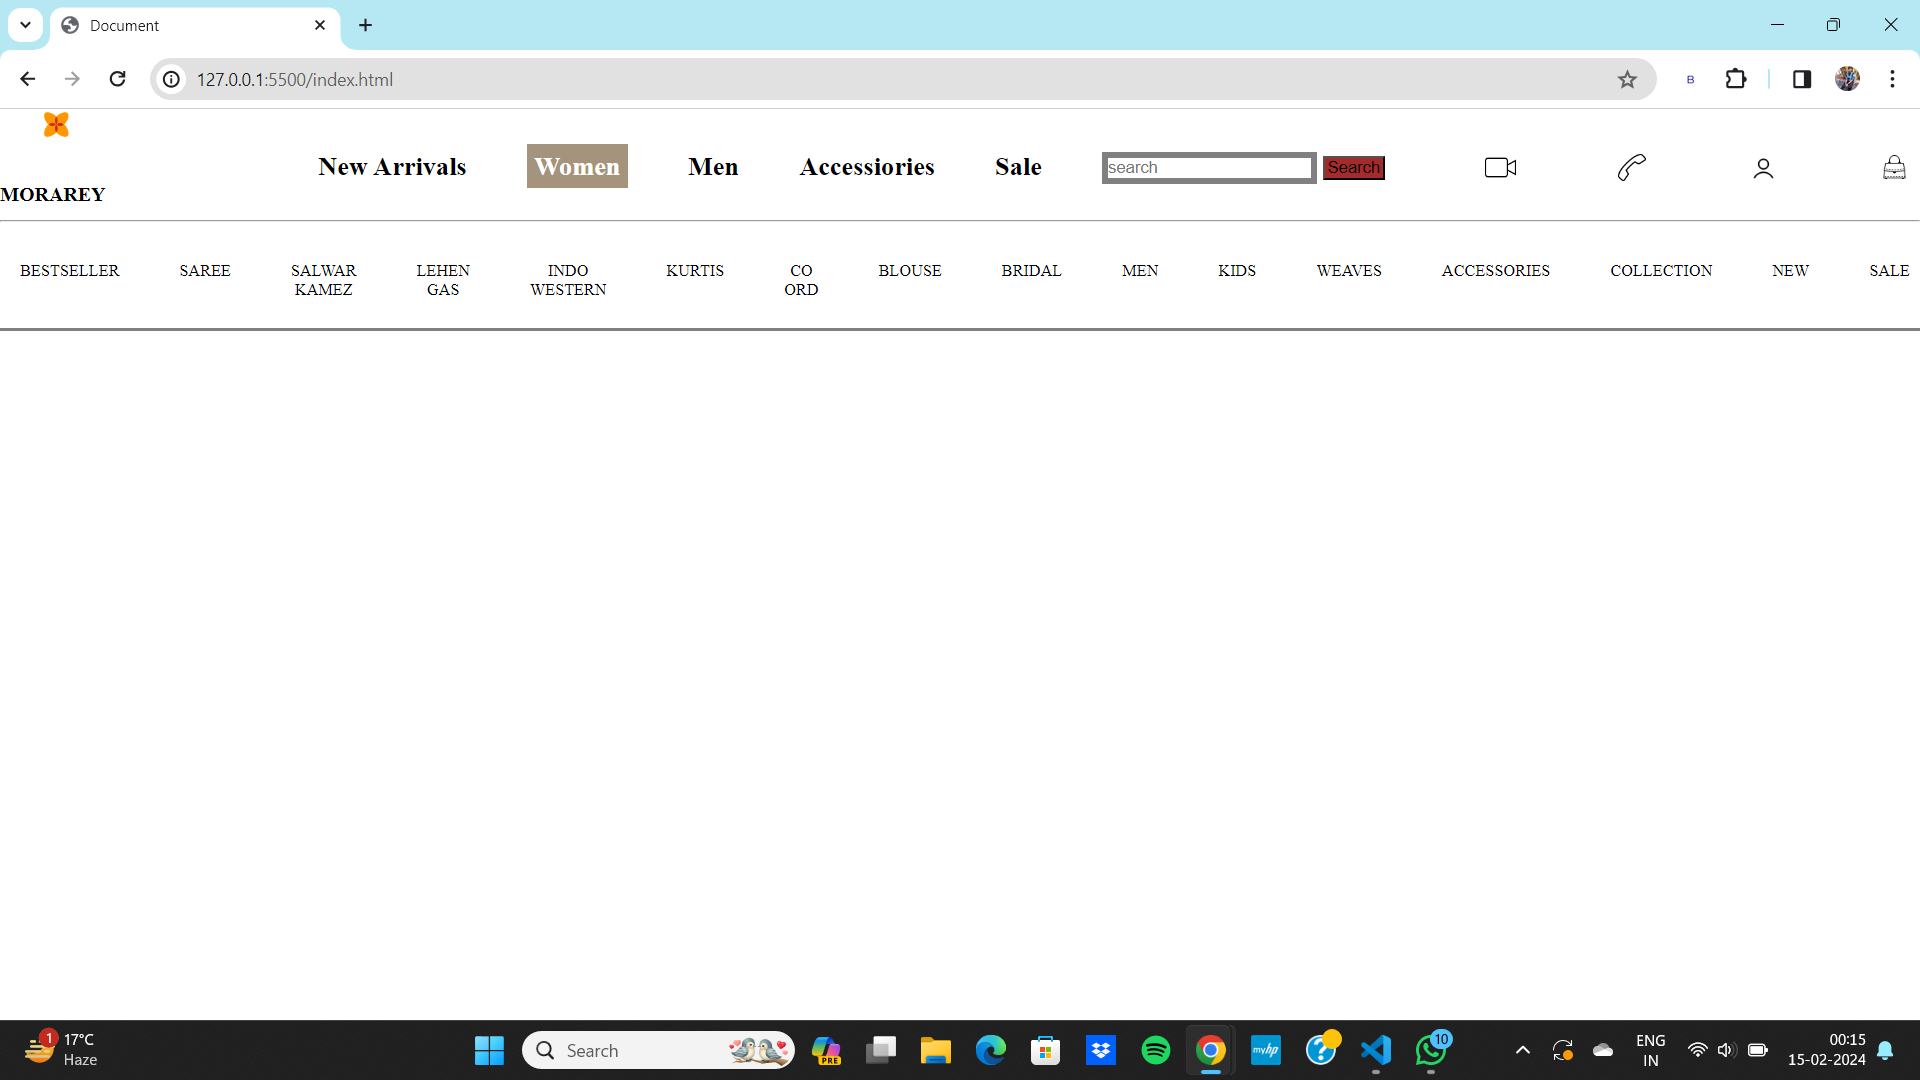 Document
127.0.0.1:5500/index.html
B
MORAREY
New Arrivals
Women
Men
Accessiories
Sale
search
Search
BESTSELLER
SAREE
SALWAR
KAMEZ
LEHEN
GAS
INDO
WESTERN
KURTIS
CO
ORD
BLOUSE
BRIDAL
MEN
KIDS
WEAVES
ACCESSORIES
COLLECTION
NEW
SALE
1
17°C
Haze
Search
PRE
myhp
?
10
ENG
IN
00:15
15-02-2024